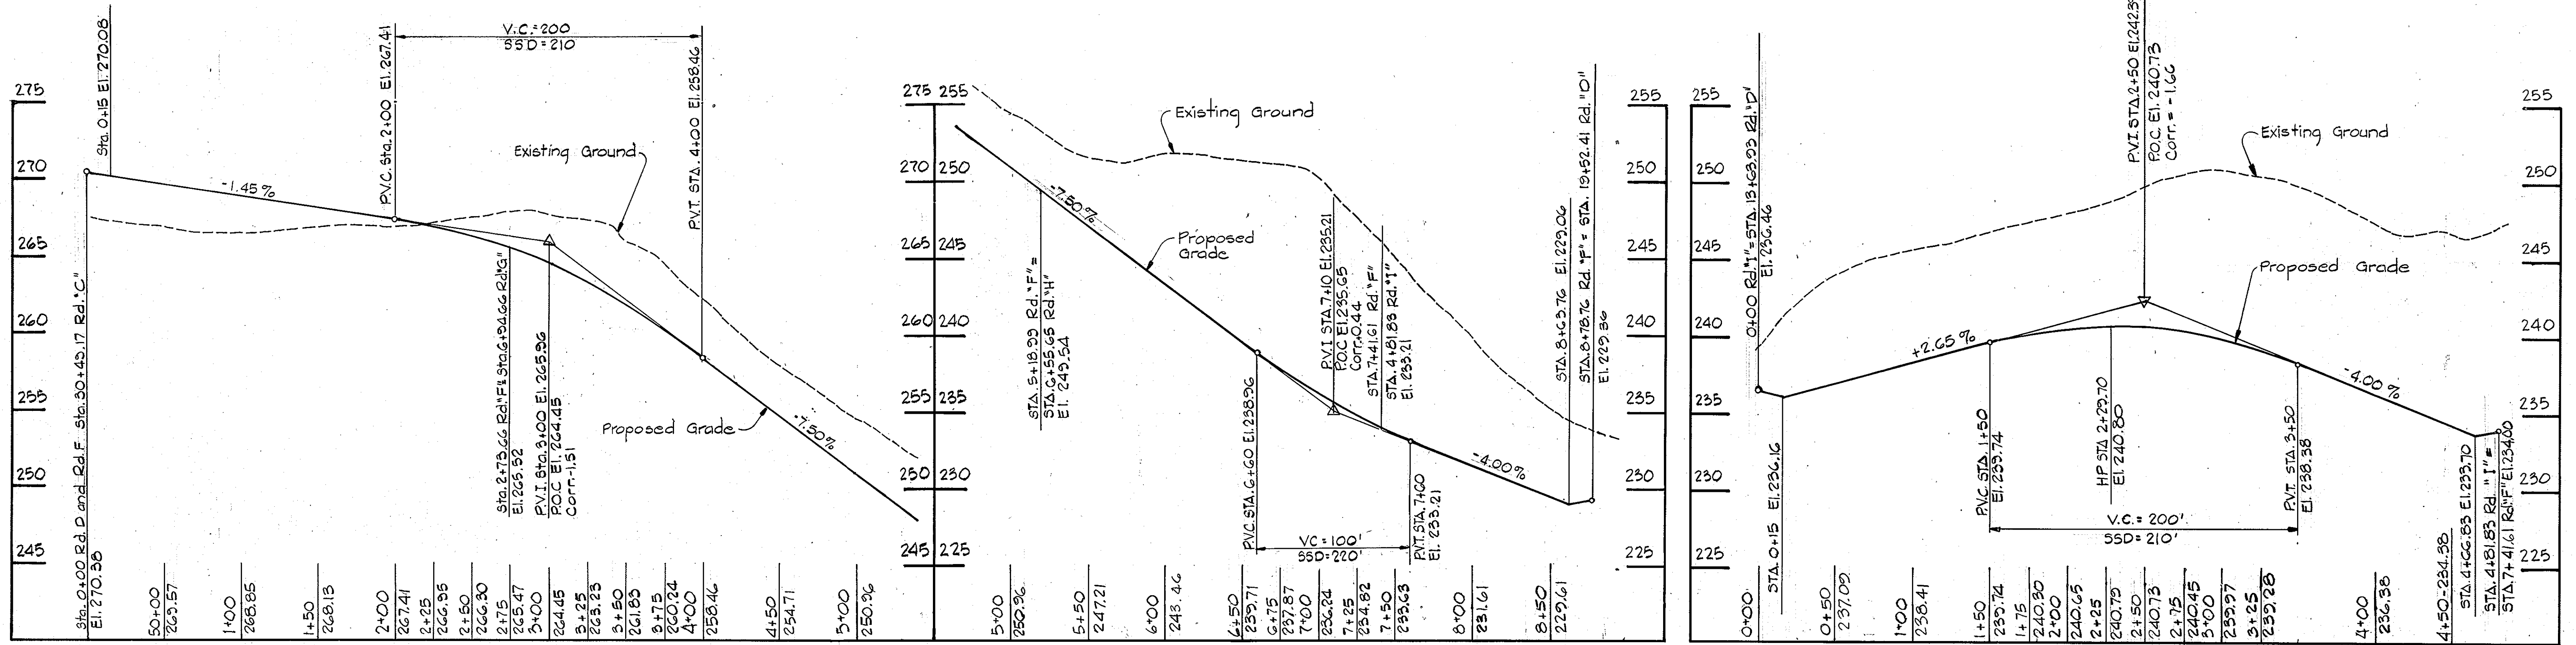 V.C.=200
SSD=210
Sta. 0+15 El. 270.08
P.V.C. Sta. 2+00 El. 267.41
P.V.T. STA. 4+00 El. 258.46
275
270
265
260
255
250
245
-1.45%
Existing Ground
Proposed Grade
-7.50%
Sta. 0+00 Rd. D and Rd. F Sta. 30+49.17 Rd. "C"
El. 270.38
Sta. 2+73.66 Rd. "F"= Sta. 6+94.66 Rd. "G"
El. 265.52
P.V.I. Sta. 3+00 El. 265.96
P.O.C El. 264.45
Corr.-1.51
50+00
269.57
1+00
268.85
1+50
268.13
2+00
267.41
2+25
266.95
2+50
266.30
2+75
265.47
3+00
264.45
3+25
263.23
3+50
261.83
3+75
260.24
4+00
258.46
4+50
254.71
5+00
250.96
275 255
270 250
265 245
260 240
255 235
250 230
245 225
Existing Ground
-7.50%
Proposed
Grade
STA. 5+18.99 Rd. "F"=
STA. 6+55.65 Rd. "H"
El. 249.54
P.V.C. STA. 6+60 El. 238.96
P.V.I STA. 7+10 El. 235.21
P.O.C El. 235.65
Corr.+0.44
STA. 7+41.61 Rd. "F"
STA. 4+81.83 Rd. "I"
El. 233.21
P.V.T. STA. 7+60
El. 233.21
VC=100'
SSD=220'
-4.00%
STA. 8+63.76 El. 229.06
STA. 8+78.76 Rd. "F"= STA. 19+52.41 Rd. "D"
El. 229.36
255
250
245
240
235
230
225
5+00
250.96
5+50
247.21
6+00
243.46
6+50
239.71
6+75
237.87
7+00
236.24
7+25
234.82
7+50
233.63
8+00
231.61
8+50
229.61
255
250
245
240
235
230
225
0+00 Rd. "I"= STA. 13+63.93 Rd. "D"
El. 236.46
STA. 0+15 El. 236.16
+2.65%
P.V.C. STA. 1+50
El. 239.74
HP STA 2+29.70
El. 240.80
P.V.I. STA. 2+50 El. 242.39
P.O.C. El. 240.73
Corr. = -1.66
Existing Ground
Proposed Grade
P.V.T. STA. 3+50
El. 238.38
V.C. = 200'
SSD=210'
-4.00%
STA. 4+66.83 El. 233.70
STA. 4+81.83 Rd. "I"=
STA. 7+41.61 Rd. "F" El. 234.00
255
250
245
240
235
230
225
0+00
0+50
237.09
1+00
238.41
1+50
239.74
1+75
240.30
2+00
240.65
2+25
240.79
2+50
240.73
2+75
240.45
3+00
239.97
3+25
239.28
4+00
236.38
4+50-234.38